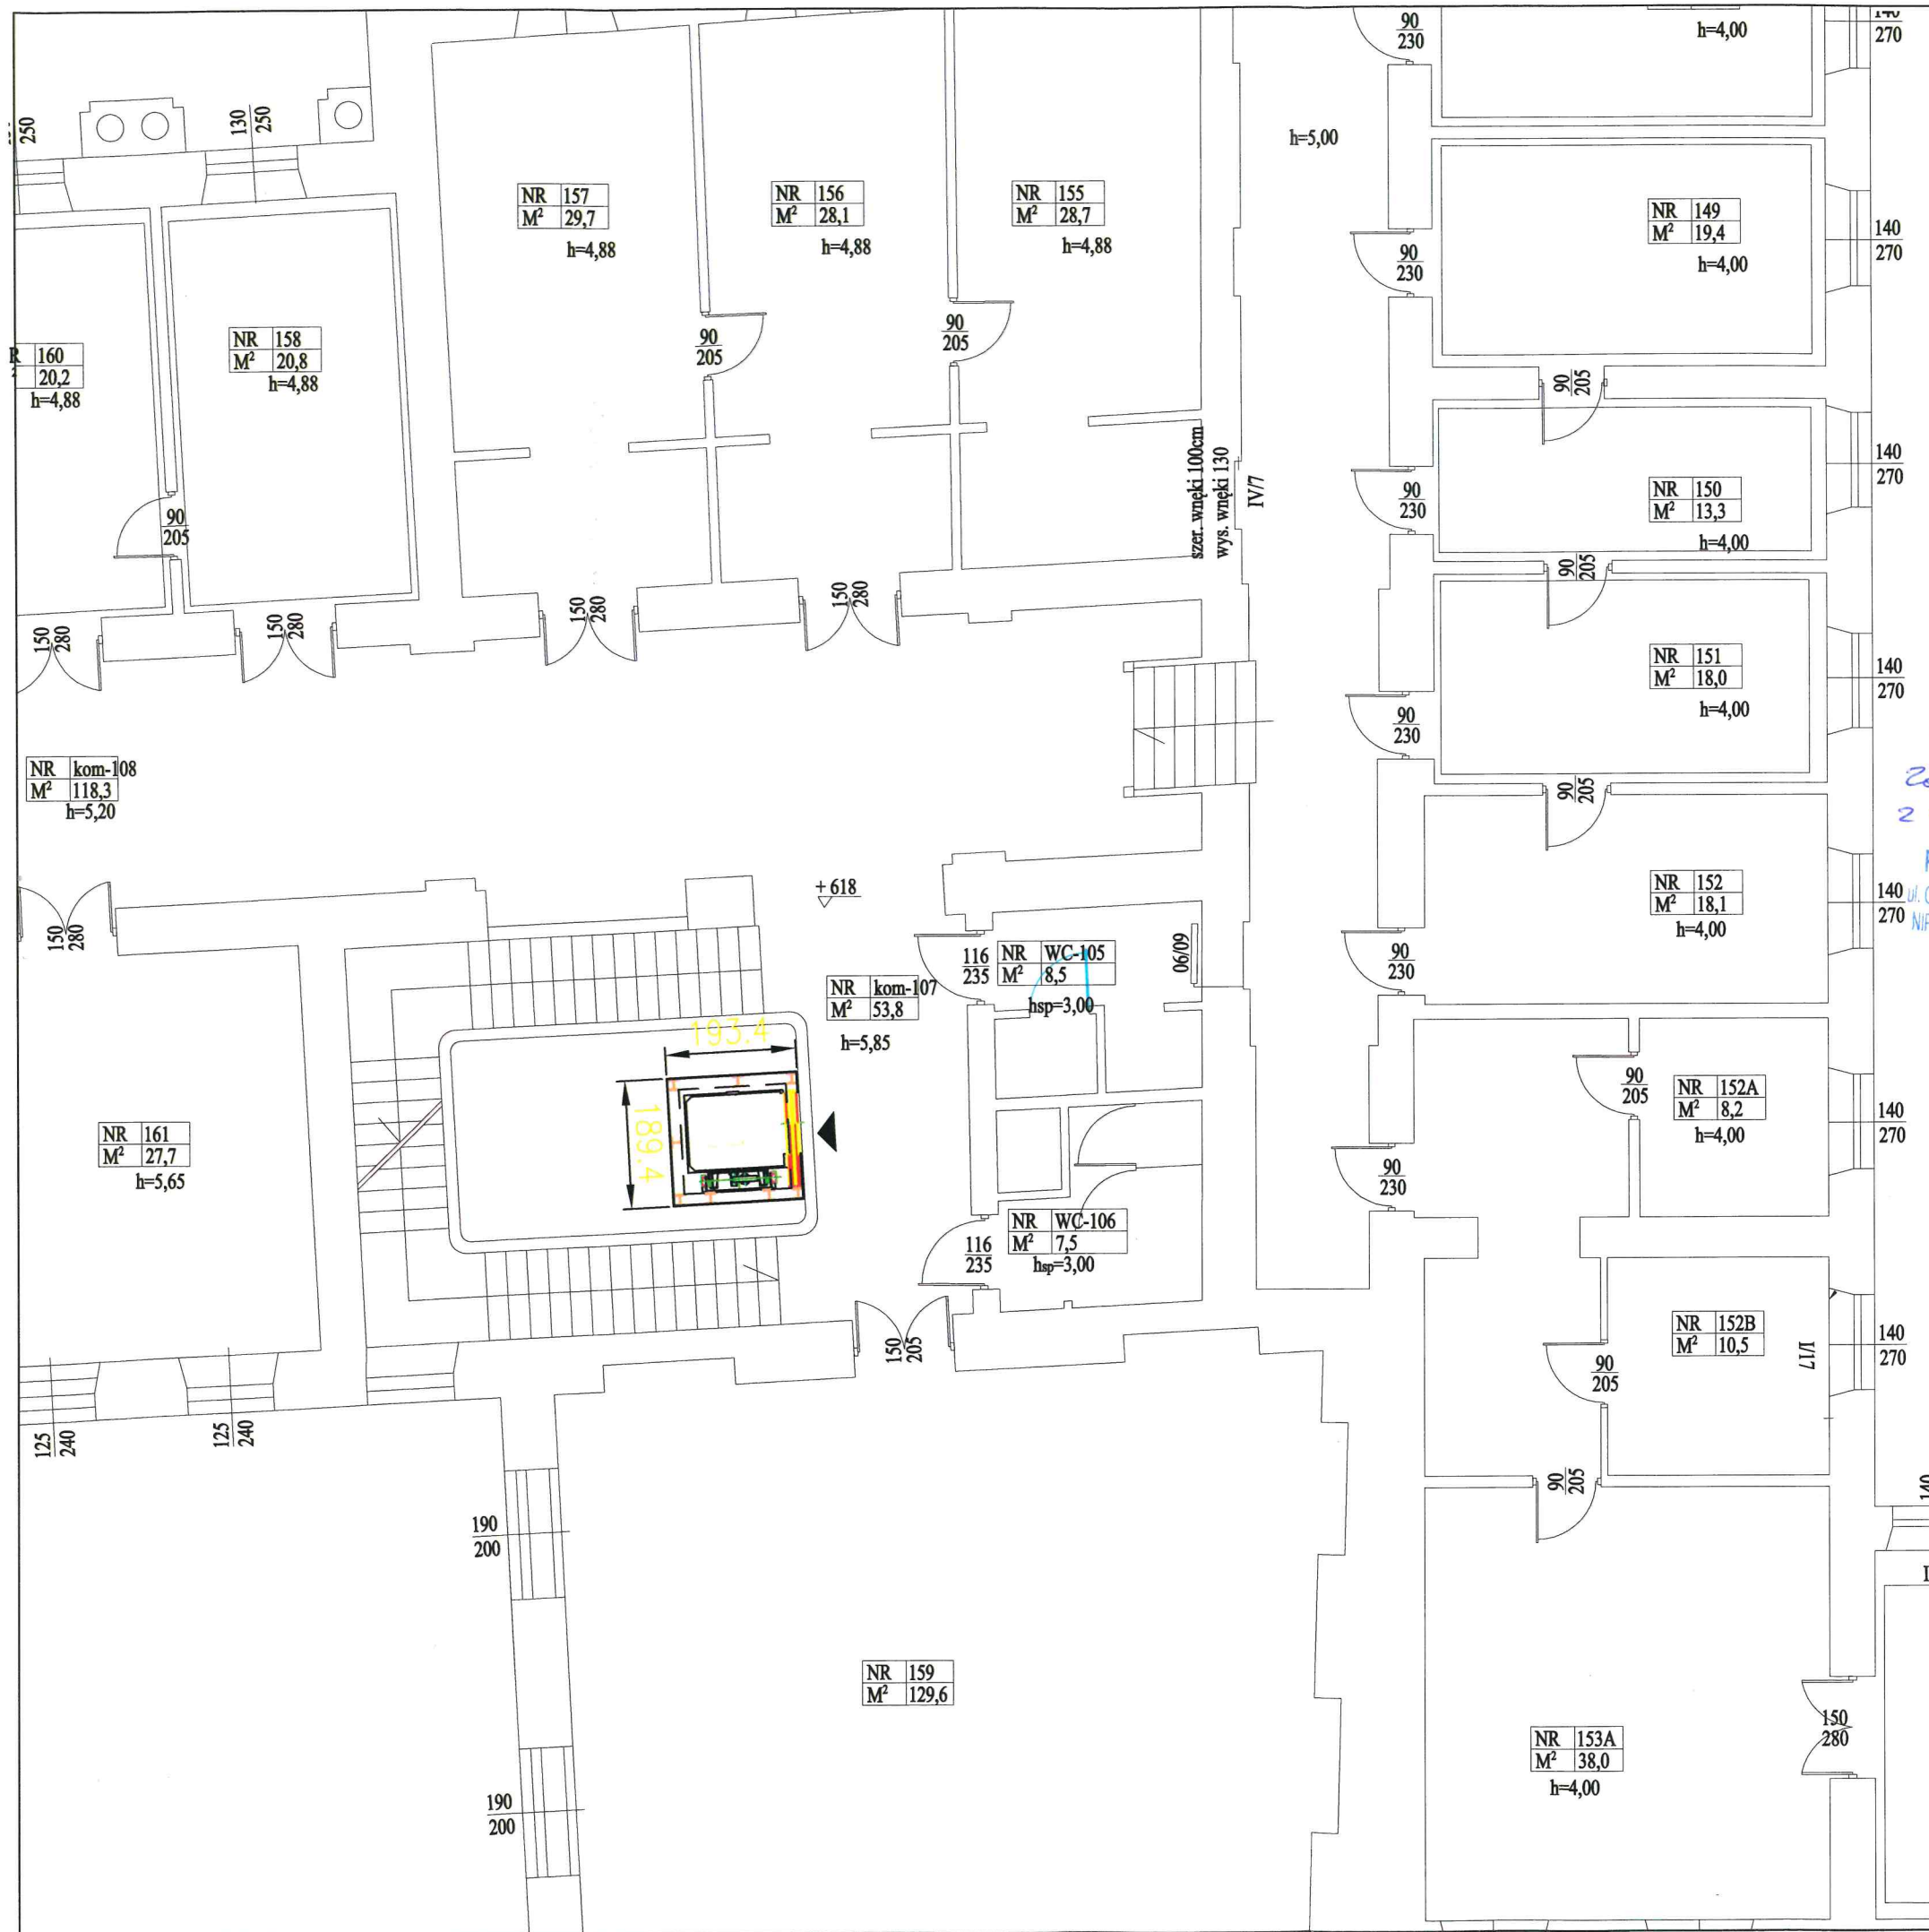 90
230
h=4,00
270
250
130
250
h=5,00
NR 157
M² 29,7
h=4,88
NR 156
M² 28,1
h=4,88
NR 155
M² 28,7
h=4,88
NR 149
M² 19,4
h=4,00
140
270
90
230
NR 158
M² 20,8
h=4,88
160
20,2
h=4,88
90
205
90
205
90
205
140
270
szer. wnęki 100cm
wys. wnęki 130
IV/7
90
230
NR 150
M² 13,3
h=4,00
90
205
90
205
150
280
150
280
150
280
150
280
NR 151
M² 18,0
h=4,00
140
270
90
230
NR kom-108
M² 118,3
h=5,20
90
205
+618
NR 152
M² 18,1
h=4,00
140
270
ul.
150
280
116
235
NR WC-105
M² 8,5
hsp=3,00
06/09
90
230
NR kom-107
M² 53,8
h=5,85
193.4
189.4
NR 152A
M² 8,2
h=4,00
90
205
140
270
NR 161
M² 27,7
h=5,65
90
230
NR WC-106
M² 7,5
hsp=3,00
116
235
NR 152B
M² 10,5
I/17
140
270
150
205
90
205
125
240
125
240
90
205
140
190
200
NR 159
M² 129,6
NR 153A
M² 38,0
h=4,00
150
280
190
200